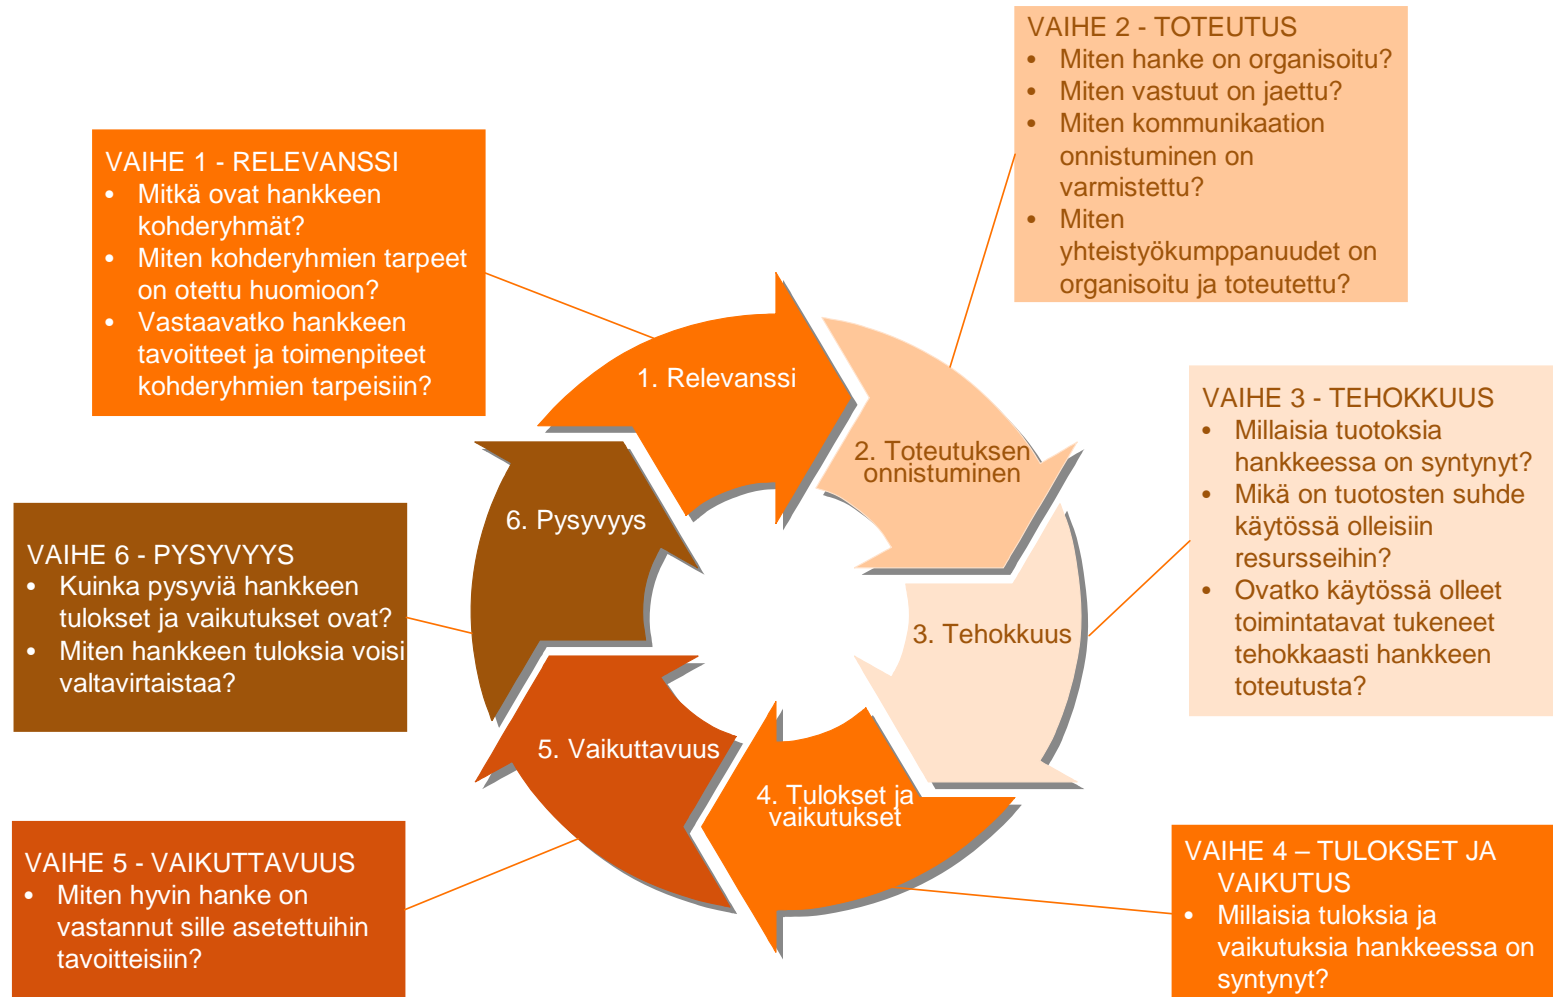 VAIHE 1 - RELEVANSSI
• Mitkä ovat hankkeen
kohderyhmät?
• Miten kohderyhmien tarpeet
on otettu huomioon?
• Vastaavatko hankkeen
tavoitteet ja toimenpiteet
kohderyhmien tarpeisiin?
VAIHE 2 - TOTEUTUS
• Miten hanke on organisoitu?
• Miten vastuut on jaettu?
• Miten kommunikaation
onnistuminen on
varmistettu?
• Miten
yhteistyökumppanuudet on
organisoitu ja toteutettu?
VAIHE 3 - TEHOKKUUS
• Millaisia tuotoksia
hankkeessa on syntynyt?
• Mikä on tuotosten suhde
käytössä olleisiin
resursseihin?
• Ovatko käytössä olleet
toimintatavat tukeneet
tehokkaasti hankkeen
toteutusta?
VAIHE 4 – TULOKSET JA
VAIKUTUS
• Millaisia tuloksia ja
vaikutuksia hankkeessa on
syntynyt?
VAIHE 5 - VAIKUTTAVUUS
• Miten hyvin hanke on
vastannut sille asetettuihin
tavoitteisiin?
VAIHE 6 - PYSYVYYS
• Kuinka pysyviä hankkeen
tulokset ja vaikutukset ovat?
• Miten hankkeen tuloksia voisi
valtavirtaistaa?
1. Relevanssi
2. Toteutuksen
onnistuminen
3. Tehokkuus
4. Tulokset ja
vaikutukset
5. Vaikuttavuus
6. Pysyvyys